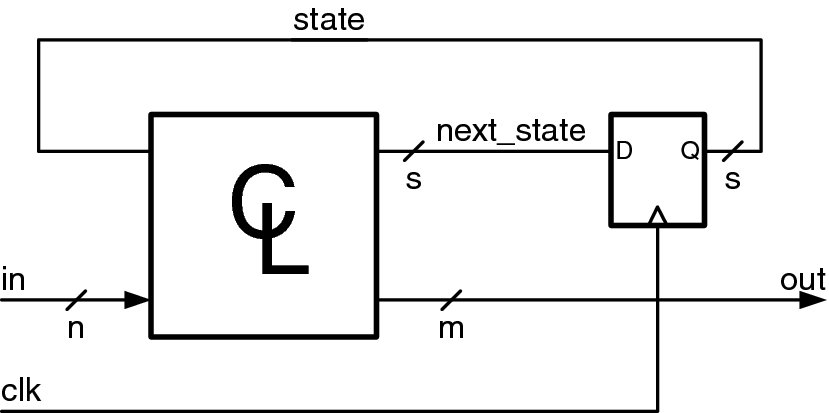 state
next_state
D Q
s s
CL
in
out
n
m
clk